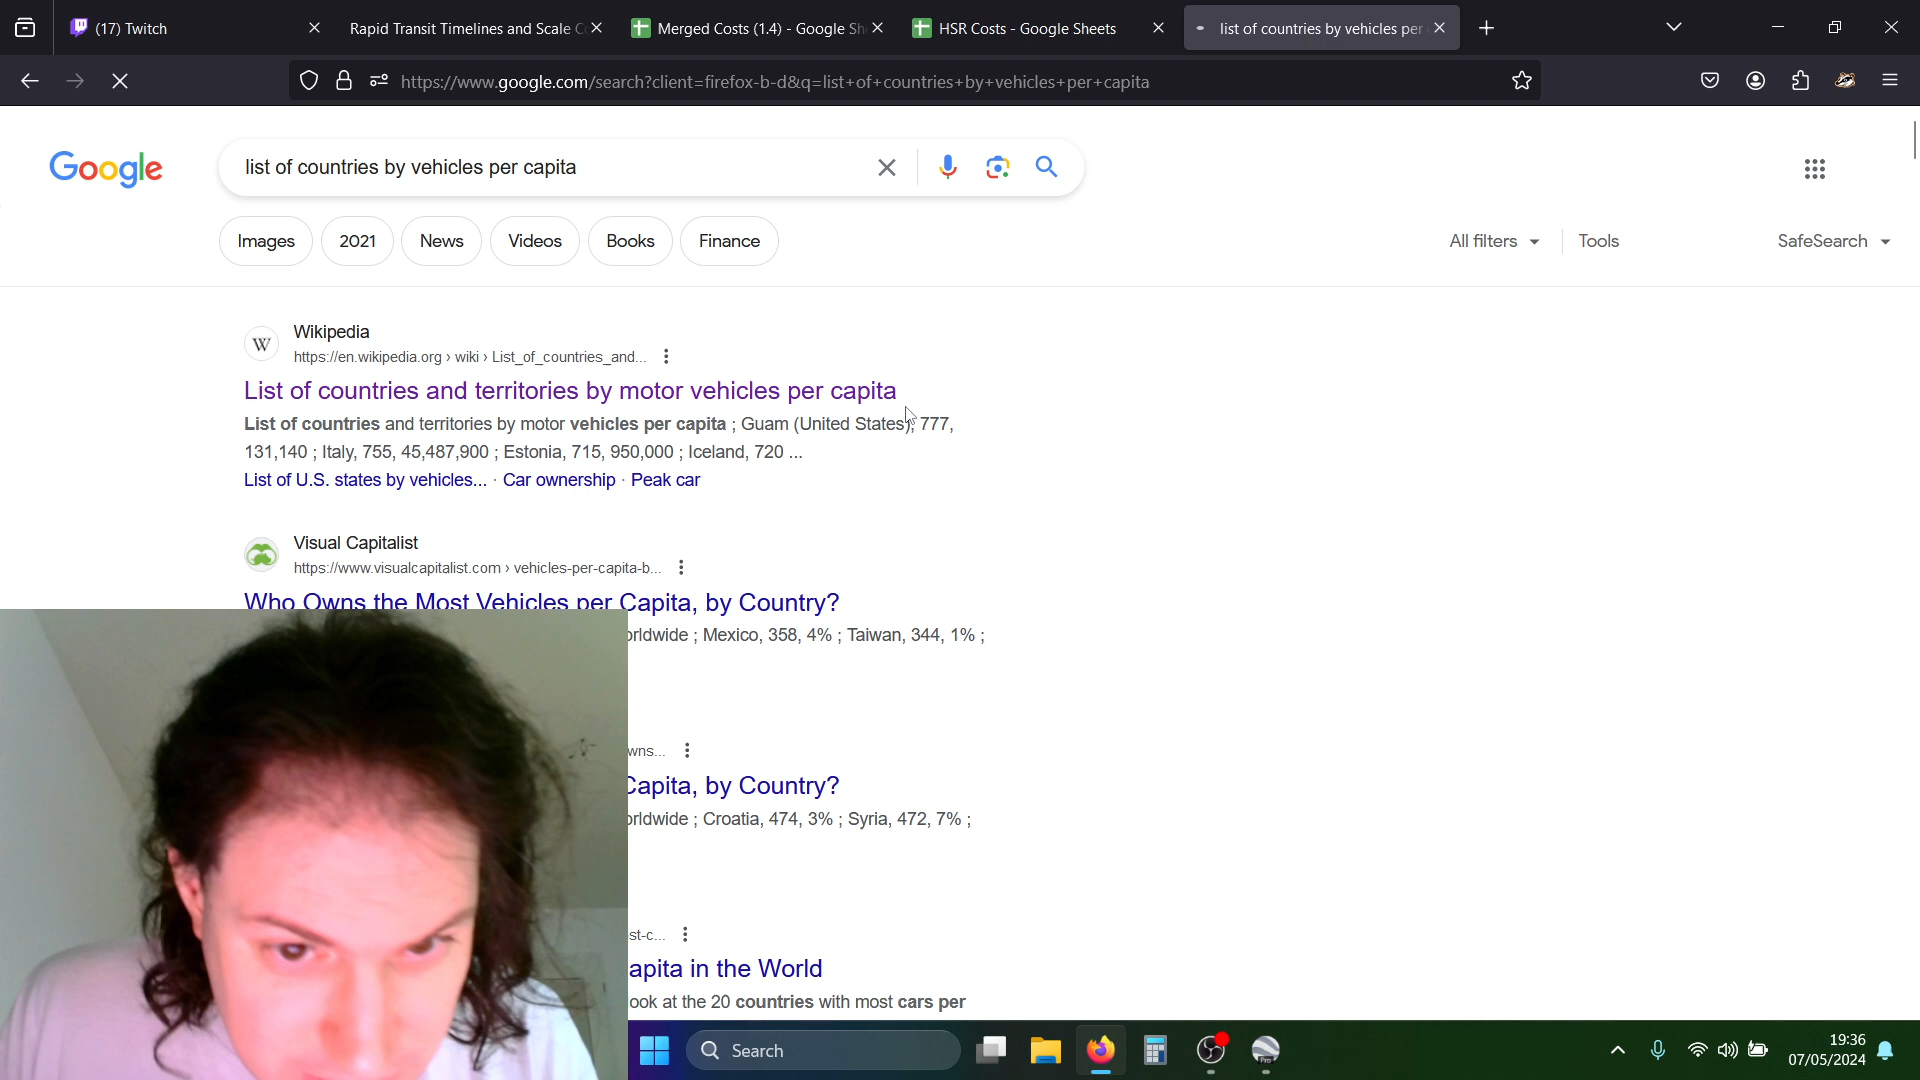 (17) Twitch
Rapid Transit Timelines and Scale C
Merged Costs (1.4) - Google Sh
HSR Costs - Google Sheets
list of countries by vehicles per
https://www.google.com/search?client=firefox-b-d&q=list+of+countries+by+vehicles+per+capita
Google
list of countries by vehicles per capita
Images
2021
News
Videos
Books
Finance
All filters
Tools
SafeSearch
W
Wikipedia
https://en.wikipedia.org › wiki › List_of_countries_and...
List of countries and territories by motor vehicles per capita
List of countries and territories by motor vehicles per capita ; Guam (United States), 777,
131,140 ; Italy, 755, 45,487,900 ; Estonia, 715, 950,000 ; Iceland, 720 ...
List of U.S. states by vehicles... · Car ownership · Peak car
Visual Capitalist
https://www.visualcapitalist.com › vehicles-per-capita-b...
Who Owns the Most Vehicles per Capita, by Country?
orldwide ; Mexico, 358, 4% ; Taiwan, 344, 1% ;
wns...
Capita, by Country?
orldwide ; Croatia, 474, 3% ; Syria, 472, 7% ;
st-c...
apita in the World
ook at the 20 countries with most cars per
Search
Pro
19:36
07/05/2024